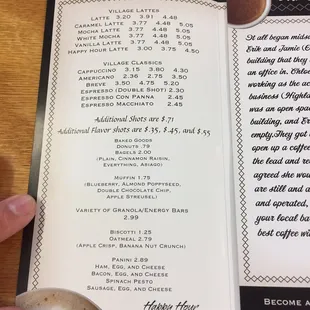 Village Lattes
Latte 3.20 3.91 4.48
Caramel Latte 3.77 4.48 5.05
Mocha Latte 3.77 4.48 5.05
White Mocha 3.77 4.48 5.05
Vanilla Latte 3.77 4.48 5.05
Happy Hour Latte 3.00 3.75 4.50
Village Classics
Cappuccino 3.15 3.80 4.30
Americano 2.36 2.75 3.50
Breve 3.50 4.75 5.20
Espresso (Double Shot) 2.30
Espresso Con Panna 2.45
Espresso Macchiato 2.45
Additional Shots are $.71
Additional Flavor shots are $.35, $.45, and $.55
Baked Goods
Donuts .79
Bagels 2.00
(Plain, Cinnamon Raisin,
Everything, Asiago)
Muffin 1.75
(Blueberry, Almond Poppyseed,
Double Chocolate Chip,
Apple Streusel)
Variety of Granola/Energy Bars
2.99
Biscotti 1.25
Oatmeal 2.79
(Apple Crisp, Banana Nut Crunch)
Panini 2.89
Ham, Egg, and Cheese
Bacon, Egg, and Cheese
Spinach Pesto
Sausage, Egg, and Cheese
Happy Hour
It all began mids
Erik and Jamie
building that they
an office in. Chloe
working as the ac
business (Highla
was an open space
building, and Er
empty. They got
open up a coffee
the lead and re
agreed she wou
are still and a
and operated,
your local ba
best coffee w
Become a